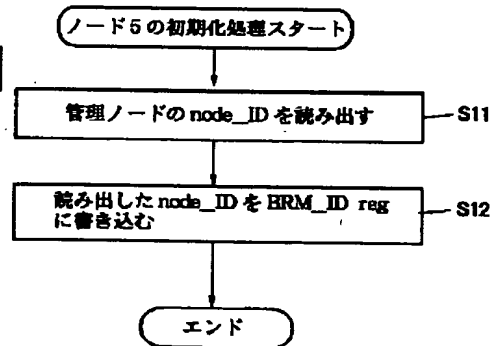 ノード5の初期化処理スタート
管理ノードのnode_IDを読み出す
S11
読み出したnode_IDをBRM_ID reg
に書き込む
S12
エンド